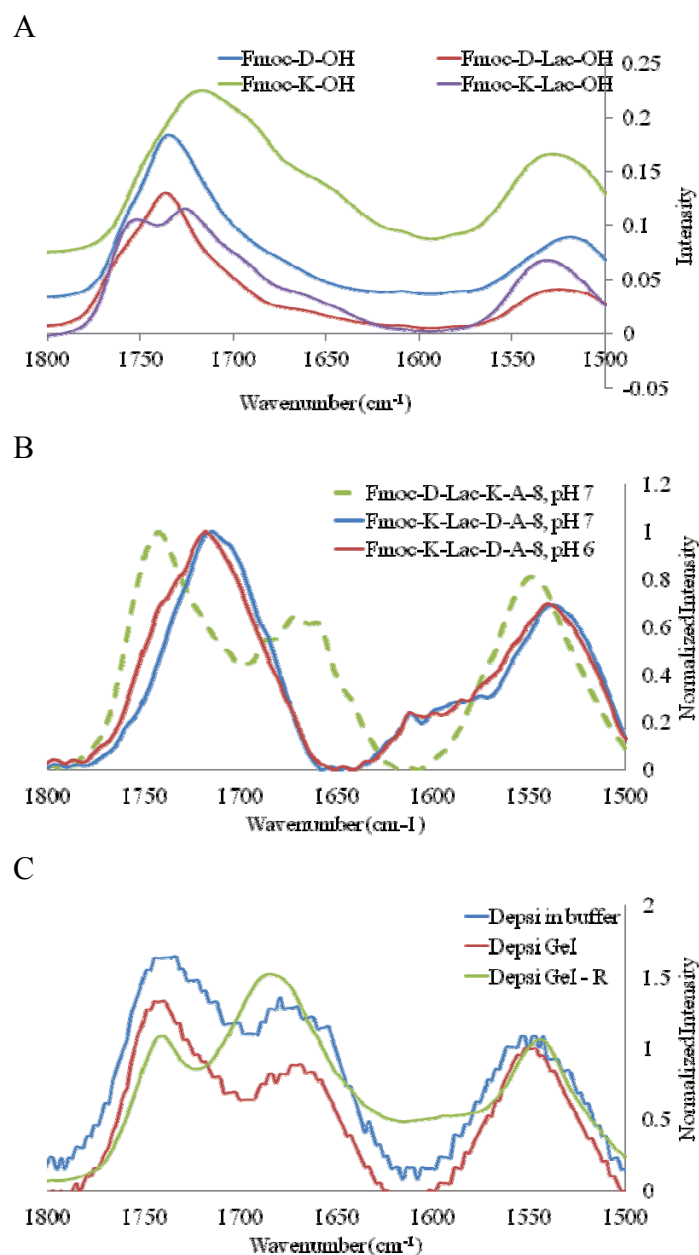 A
Fmoc-D-OH Fmoc-D-Lac-OH
Fmoc-K-OH Fmoc-K-Lac-OH
0.25
0.2
0.15
0.1
0.05
0
-0.05
Intensity
1800 1750 1700 1650 1600 1550 1500
Wavenumber (cm-1)
B
Fmoc-D-Lac-K-A-8, pH 7
Fmoc-K-Lac-D-A-8, pH 7
Fmoc-K-Lac-D-A-8, pH 6
1.2
1
0.8
0.6
0.4
0.2
0
Normalized Intensity
1800 1750 1700 1650 1600 1550 1500
Wavenumber (cm-1)
C
Depsi in buffer
Depsi Gel
Depsi Gel - R
2
1.5
1
0.5
0
Normalized Intensity
1800 1750 1700 1650 1600 1550 1500
Wavenumber (cm-1)